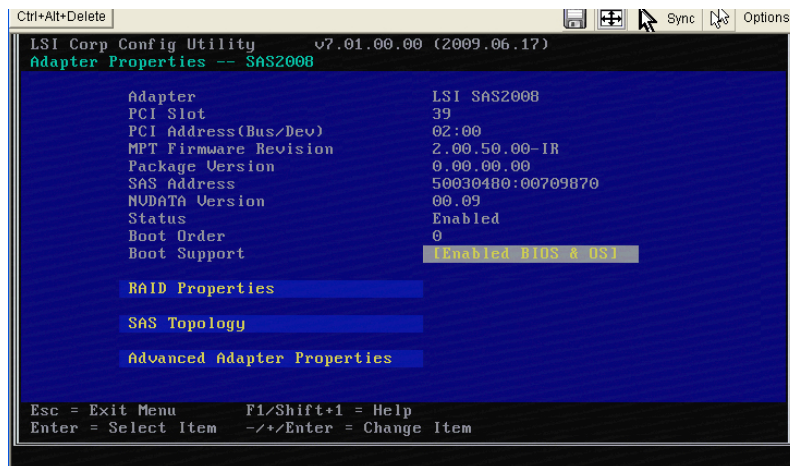 Ctrl+Alt+Delete Sync Options
LSI Corp Config Utility v7.01.00.00 (2009.06.17)
Adapter Properties -- SAS2008
Adapter LSI SAS2008
PCI Slot 39
PCI Address(Bus/Dev) 02:00
MPT Firmware Revision 2.00.50.00-IR
Package Version 0.00.00.00
SAS Address 50030480:00709870
NVDATA Version 00.09
Status Enabled
Boot Order 0
Boot Support [Enabled BIOS & OS]
RAID Properties
SAS Topology
Advanced Adapter Properties
Esc = Exit Menu F1/Shift+1 = Help
Enter = Select Item -/+/Enter = Change Item